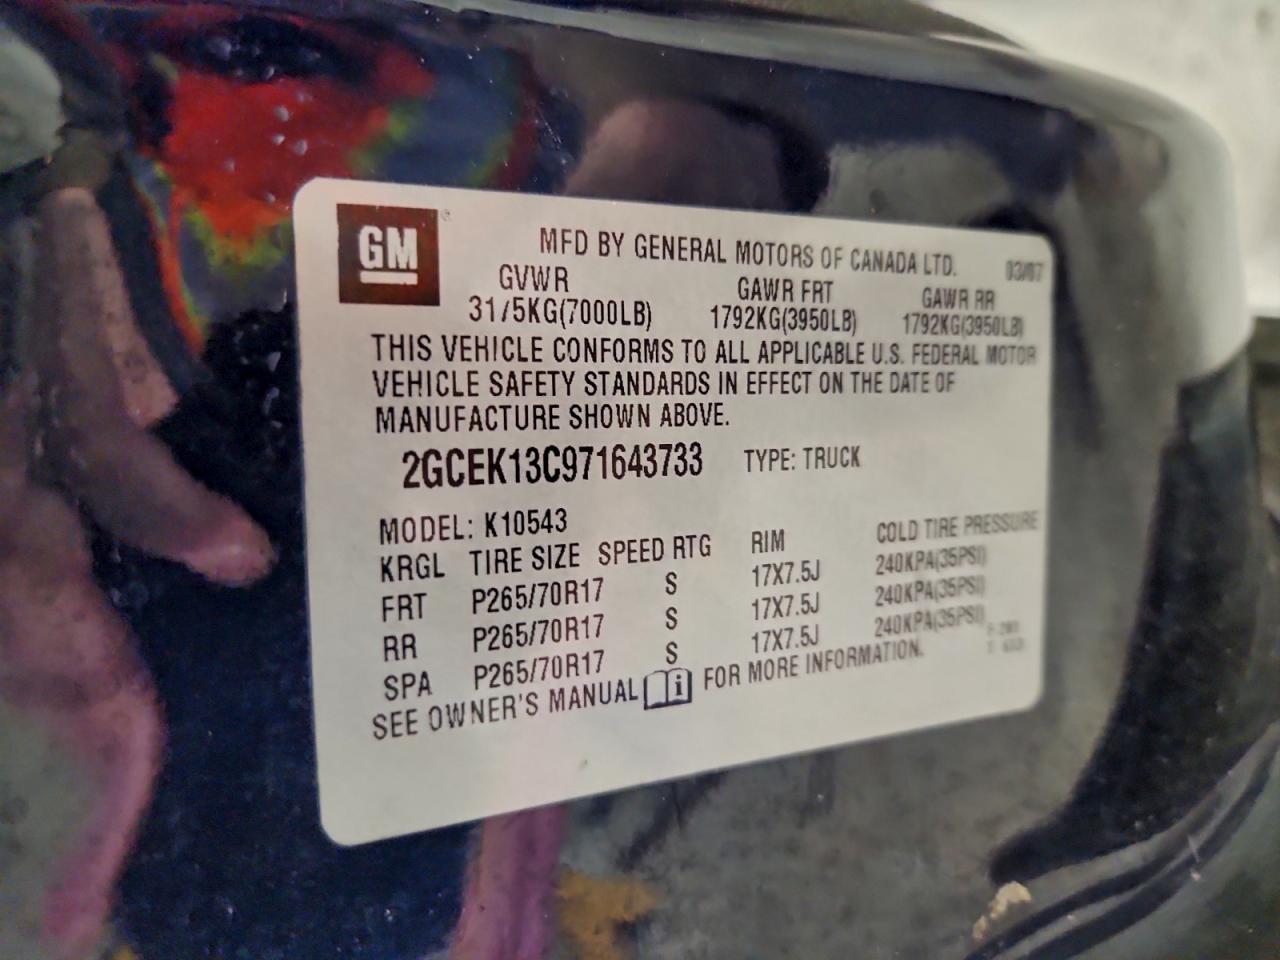 GM
MFD BY GENERAL MOTORS OF CANADA LTD. 03/07
GVWR GAWR FRT GAWR RR
31/5KG(7000LB) 1792KG(3950LB) 1792KG(3950LB)
THIS VEHICLE CONFORMS TO ALL APPLICABLE U.S. FEDERAL MOTOR
VEHICLE SAFETY STANDARDS IN EFFECT ON THE DATE OF
MANUFACTURE SHOWN ABOVE.
2GCEK13C971643733 TYPE: TRUCK
MODEL: K10543
KRGL TIRE SIZE SPEED RTG RIM COLD TIRE PRESSURE
FRT P265/70R17 S 17X7.5J 240KPA(35PSI)
RR P265/70R17 S 17X7.5J 240KPA(35PSI)
SPA P265/70R17 S 17X7.5J 240KPA(35PSI)
SEE OWNER'S MANUAL i FOR MORE INFORMATION.